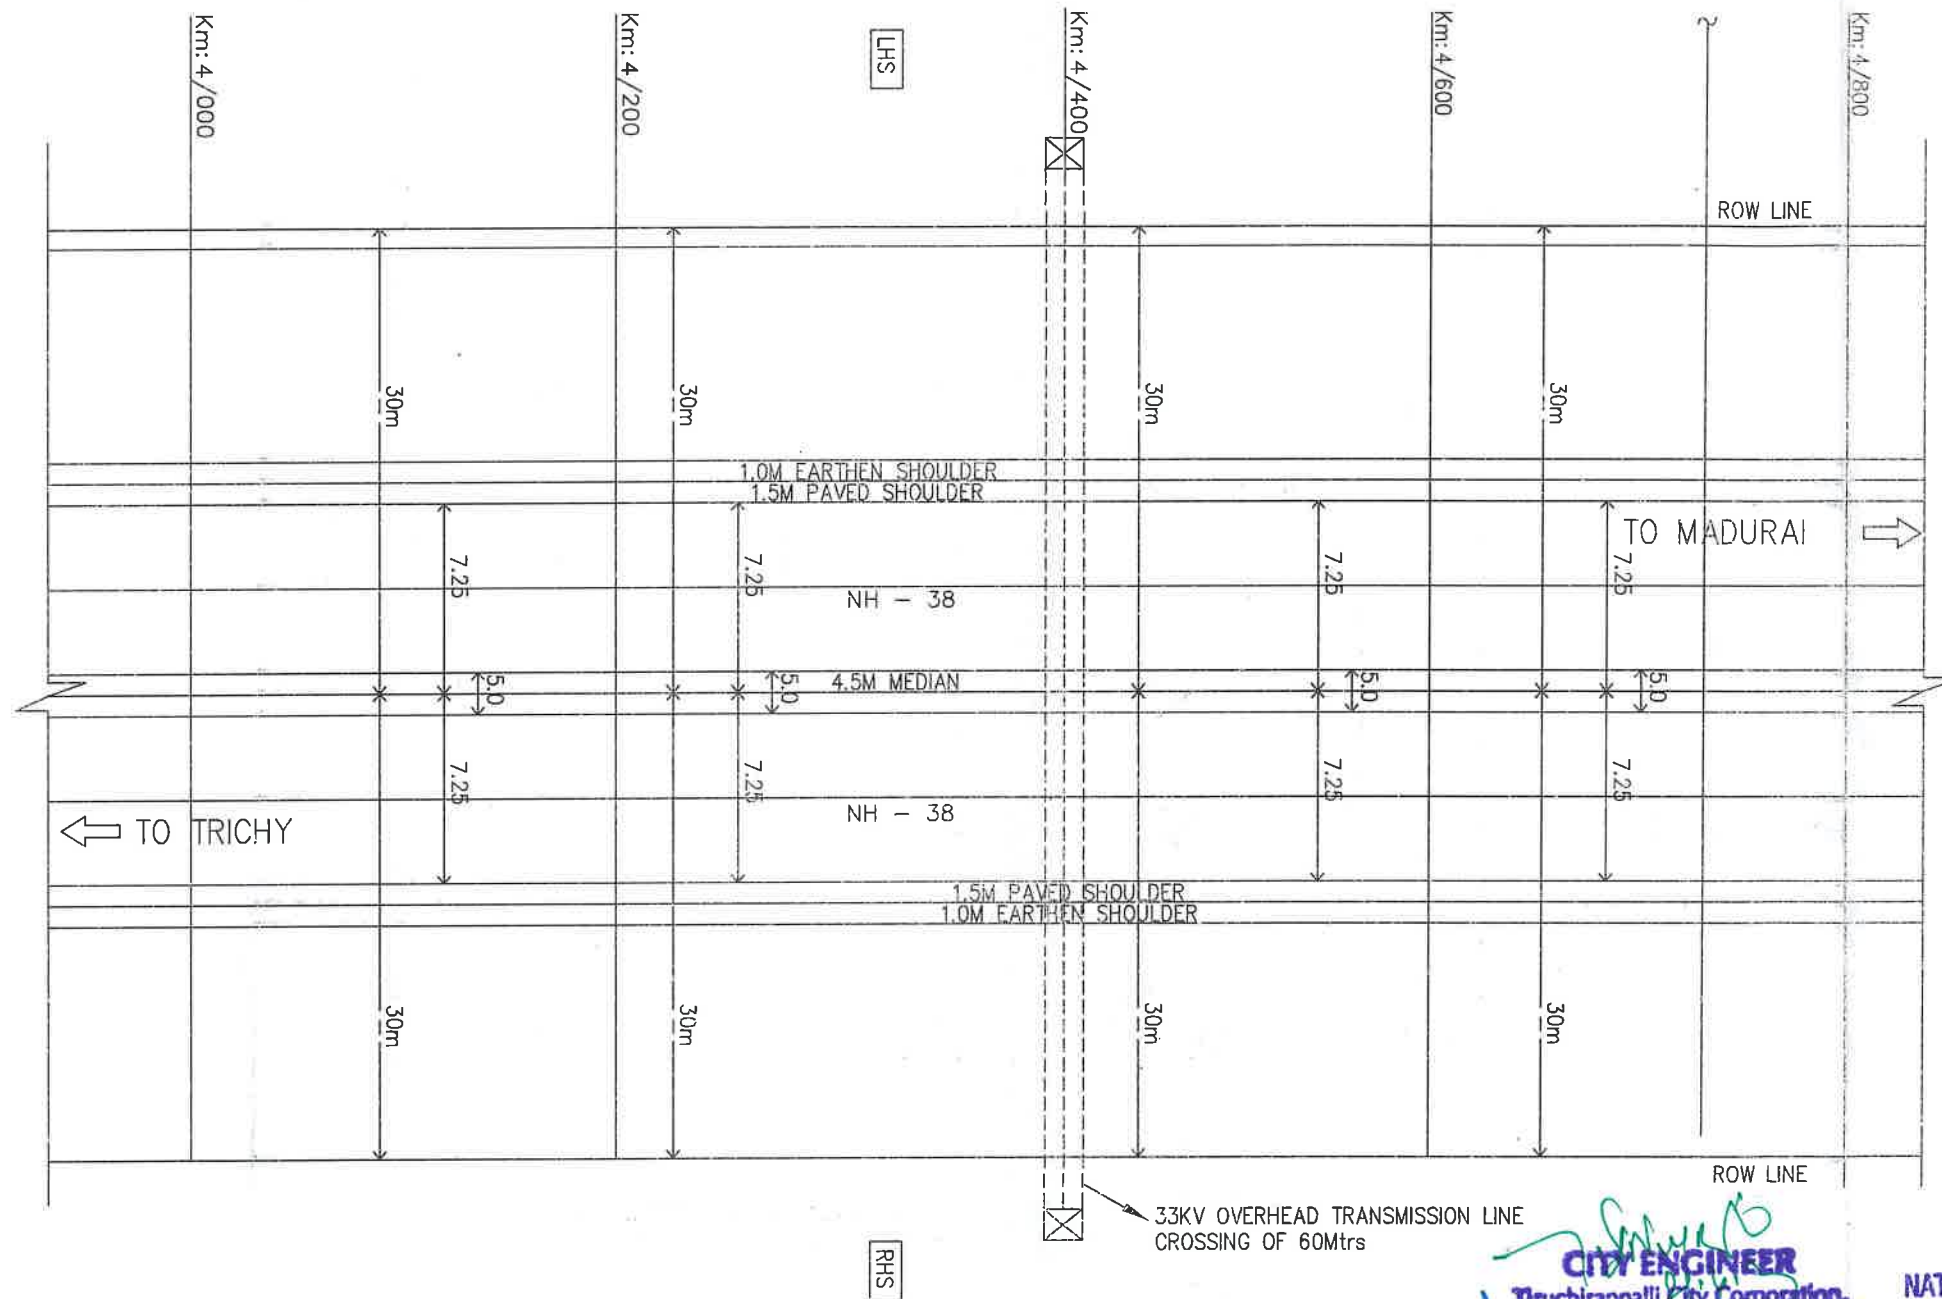 Km: 4/000
Km: 4/200
LHS
Km: 4/400
Km: 4/600
Km: 4/800
ROW LINE
30m
30m
30m
30m
1.0M EARTHEN SHOULDER
1.5M PAVED SHOULDER
TO MADURAI
7.25
7.25
7.25
7.25
NH - 38
5.0
5.0
4.5M MEDIAN
5.0
5.0
7.25
7.25
7.25
7.25
NH - 38
TO TRICHY
1.5M PAVED SHOULDER
1.0M EARTHEN SHOULDER
30m
30m
30m
30m
ROW LINE
33KV OVERHEAD TRANSMISSION LINE
CROSSING OF 60Mtrs
RHS
CITY ENGINEER
Tiruchirappalli City Corporation.
NAT